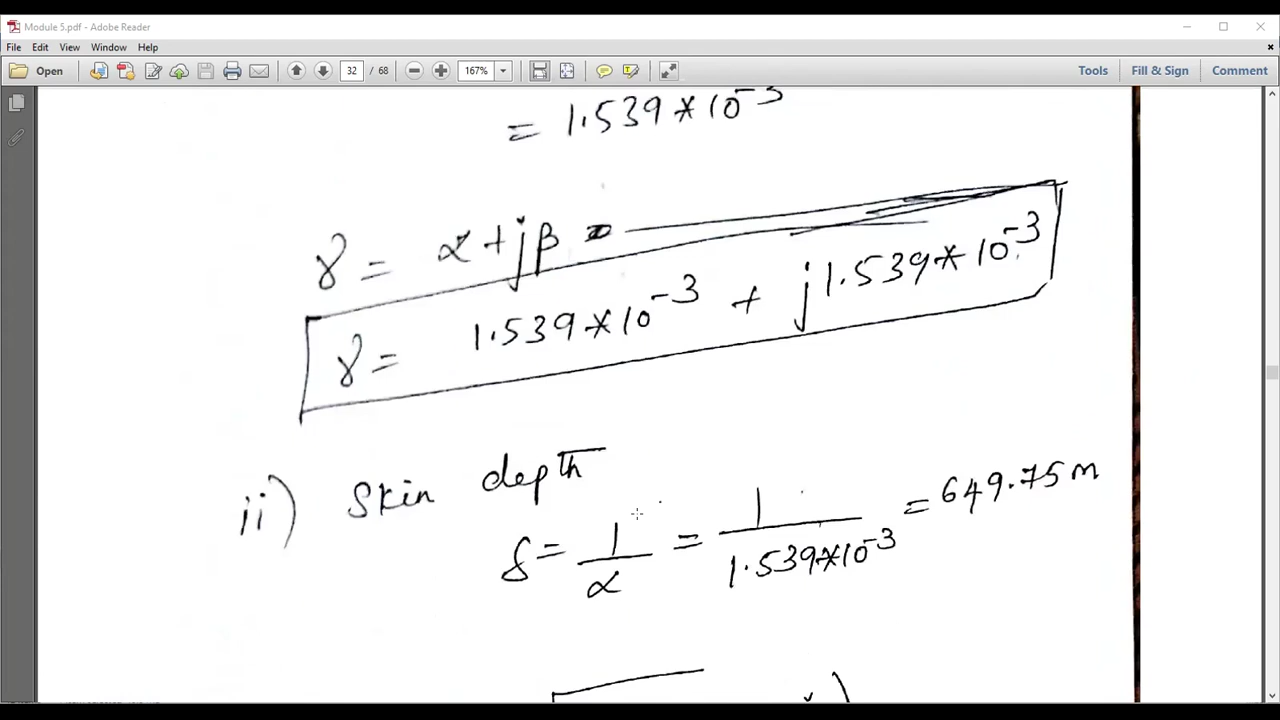 Module 5.pdf - Adobe Reader
File Edit View Window Help
Open 32 / 68 167% Tools Fill & Sign Comment
= 1.539*10⁻³
γ = α+jβ =
γ = 1.539*10⁻³ + j1.539*10⁻³
ii) Skin depth
δ = 1/α = 1/1.539*10⁻³ = 649.75 m